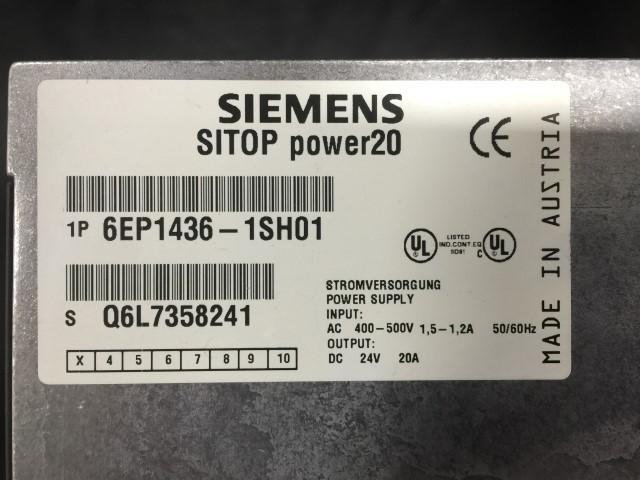 SIEMENS
SITOP power20
CE
1P 6EP1436-1SH01
UL LISTED UL
IND.CONT.EQ
C
S Q6L7358241
STROMVERSORGUNG
POWER SUPPLY
INPUT:
AC 400-500V 1,5-1,2A 50/60Hz
OUTPUT:
DC 24V 20A
X 4 5 6 7 8 9 10
MADE IN AUSTRIA